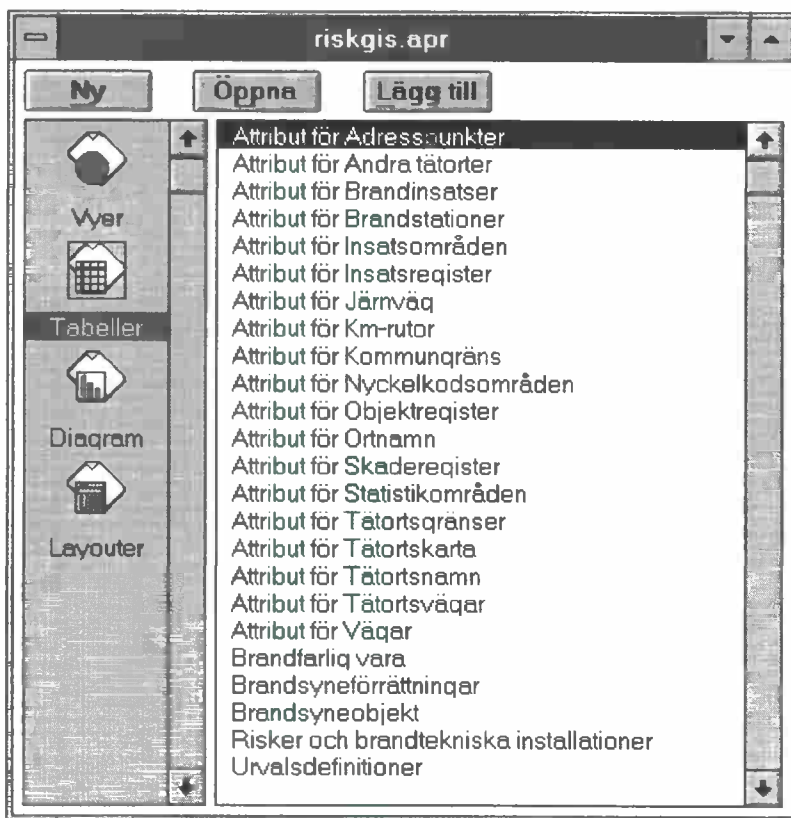 riskgis.apr
Ny Öppna Lägg till
Vyer
Tabeller
Diagram
Layouter
Attribut för Adresspunkter
Attribut för Andra tätorter
Attribut för Brandinsatser
Attribut för Brandstationer
Attribut för Insatsområden
Attribut för Insatsregister
Attribut för Järnväg
Attribut för Km-rutor
Attribut för Kommungräns
Attribut för Nyckelkodsområden
Attribut för Objektregister
Attribut för Ortnamn
Attribut för Skaderegister
Attribut för Statistikområden
Attribut för Tätortsgränser
Attribut för Tätortskarta
Attribut för Tätortsnamn
Attribut för Tätortsvägar
Attribut för Vägar
Brandfarlig vara
Brandsyneförrättningar
Brandsyneobjekt
Risker och brandtekniska installationer
Urvalsdefinitioner